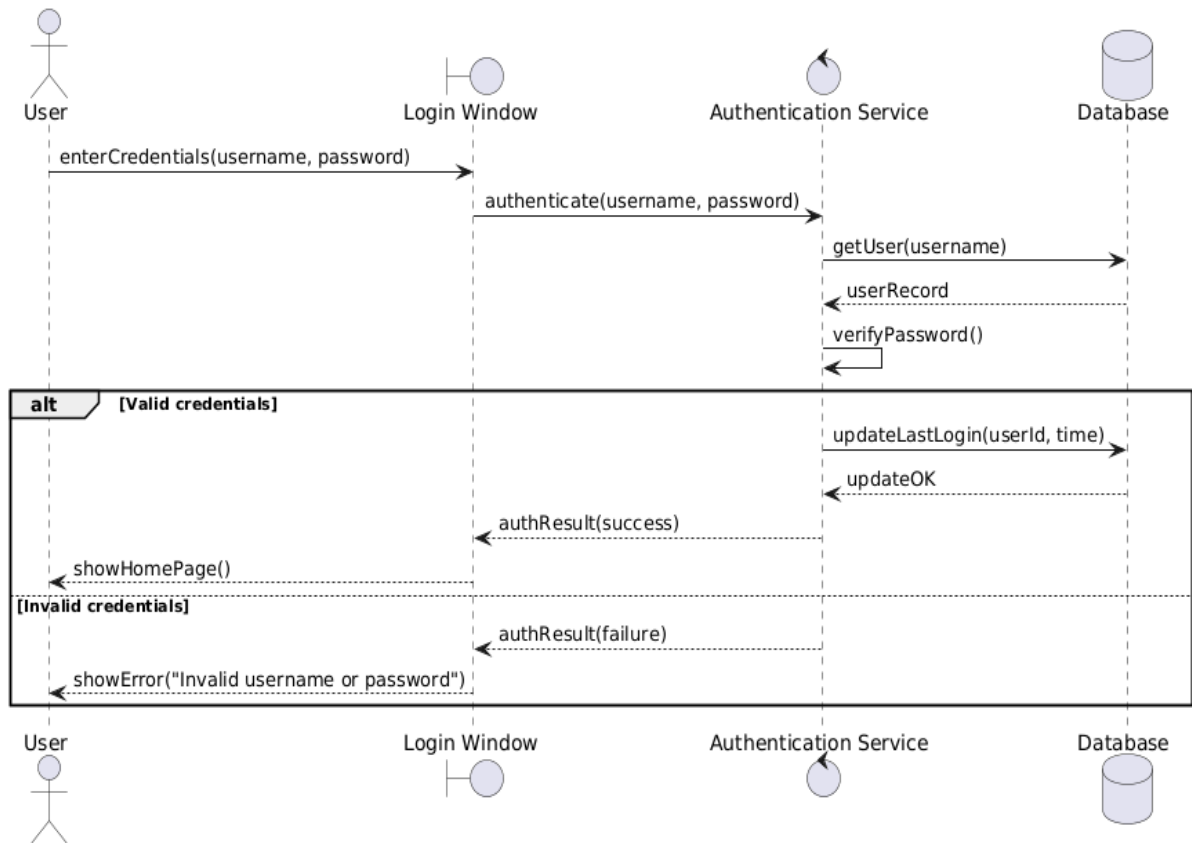 User
Login Window
Authentication Service
Database
enterCredentials(username, password)
authenticate(username, password)
getUser(username)
userRecord
verifyPassword()
alt
[Valid credentials]
updateLastLogin(userId, time)
updateOK
authResult(success)
showHomePage()
[Invalid credentials]
authResult(failure)
showError("Invalid username or password")
User
Login Window
Authentication Service
Database